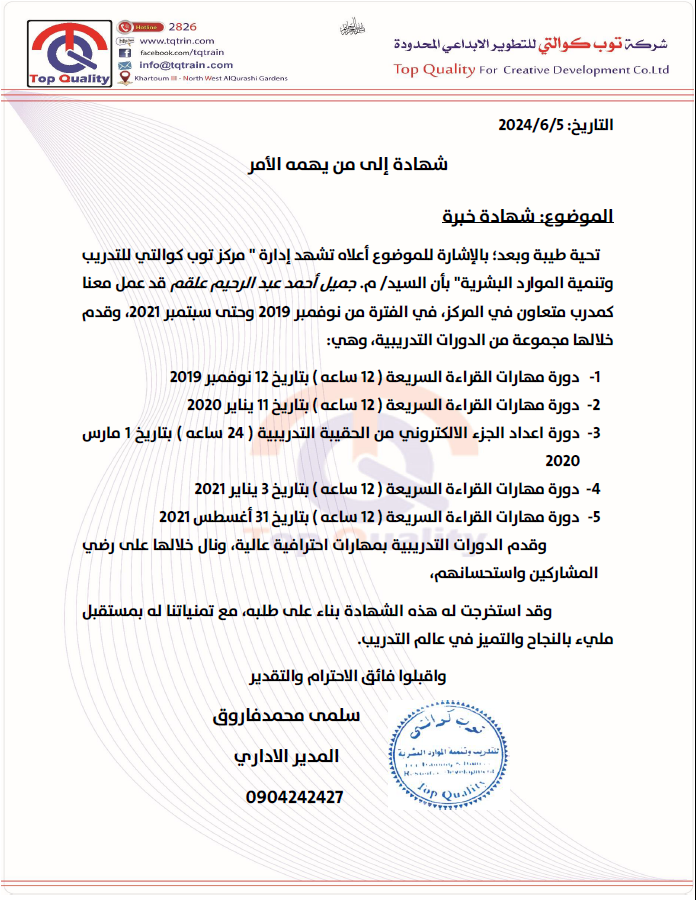 Top Quality
Hotline 2826
www.tqtrin.com
facebook.com/tqtrain
info@tqtrain.com
Khartoum III - North West AlQurashi Gardens
شركة توب كوالتي للتطوير الابداعي المحدودة
Top Quality For Creative Development Co.Ltd
التاريخ: 2024/6/5
شهادة إلى من يهمه الأمر
الموضوع: شهادة خبرة
تحية طيبة وبعد؛ بالإشارة للموضوع أعلاه تشهد إدارة " مركز توب كوالتي للتدريب
وتنمية الموارد البشرية" بأن السيد/ م. جميل أحمد عبد الرحيم علقم قد عمل معنا
كمدرب متعاون في المركز، في الفترة من نوفمبر 2019 وحتى سبتمبر 2021، وقدم
خلالها مجموعة من الدورات التدريبية، وهي:
1- دورة مهارات القراءة السريعة ( 12 ساعه ) بتاريخ 12 نوفمبر 2019
2- دورة مهارات القراءة السريعة ( 12 ساعه ) بتاريخ 11 يناير 2020
3- دورة اعداد الجزء الالكتروني من الحقيبة التدريبية ( 24 ساعه ) بتاريخ 1 مارس
2020
4- دورة مهارات القراءة السريعة ( 12 ساعه ) بتاريخ 3 يناير 2021
5- دورة مهارات القراءة السريعة ( 12 ساعه ) بتاريخ 31 أغسطس 2021
وقدم الدورات التدريبية بمهارات احترافية عالية، ونال خلالها على رضي
المشاركين واستحسانهم،
وقد استخرجت له هذه الشهادة بناء على طلبه، مع تمنياتنا له بمستقبل
مليء بالنجاح والتميز في عالم التدريب.
واقبلوا فائق الاحترام والتقدير
سلمى محمدفاروق
المدير الاداري
0904242427
توب كوالتي
للتدريب وتنمية الموارد البشرية
Resource Development
Top Quality
Top Quality